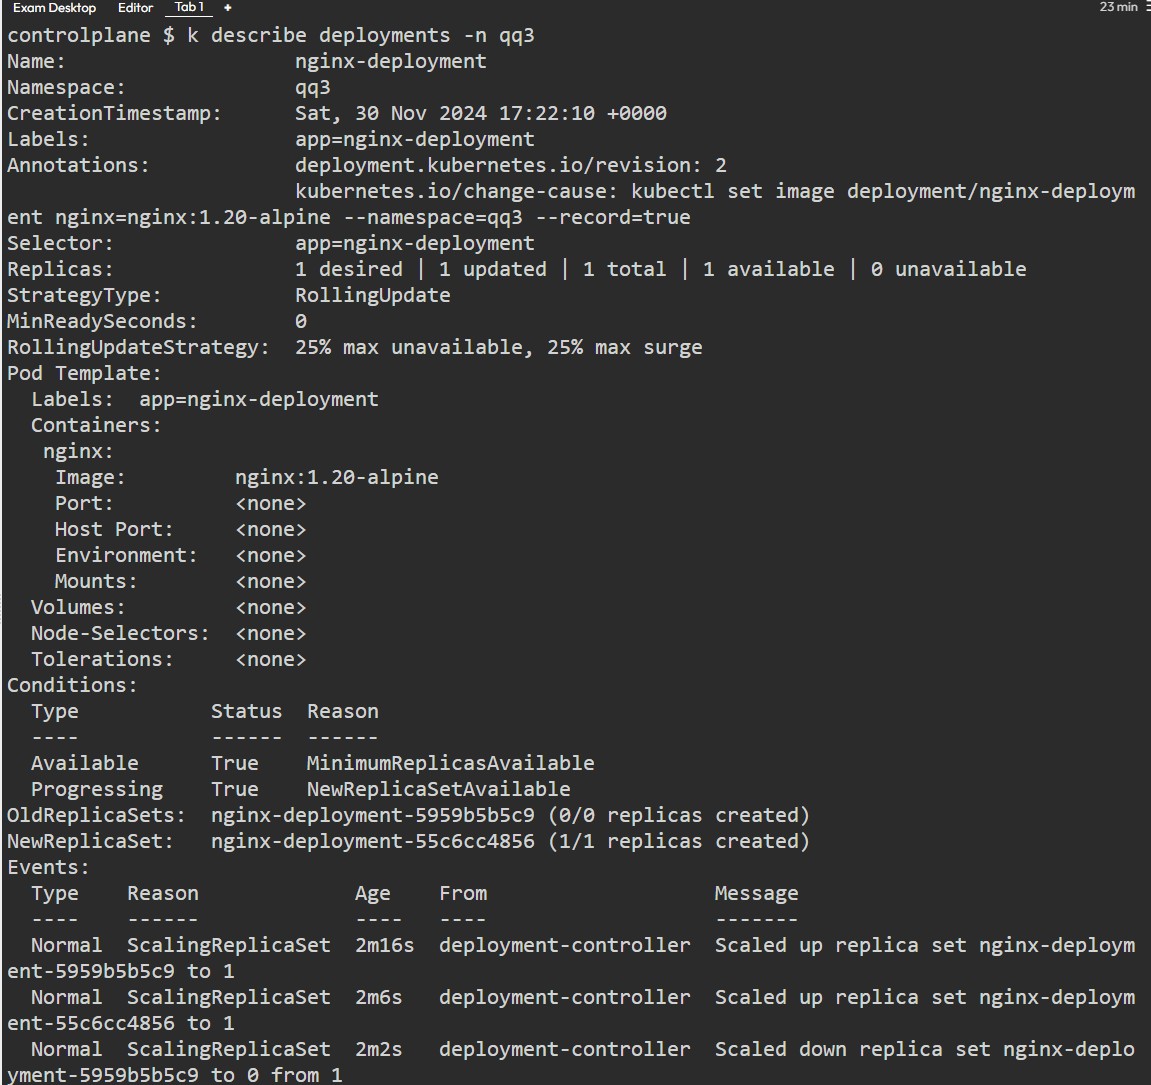 Exam Desktop Editor Tab 1 + 23 min
controlplane $ k describe deployments -n qq3
Name:                   nginx-deployment
Namespace:              qq3
CreationTimestamp:      Sat, 30 Nov 2024 17:22:10 +0000
Labels:                 app=nginx-deployment
Annotations:            deployment.kubernetes.io/revision: 2
                        kubernetes.io/change-cause: kubectl set image deployment/nginx-deploym
ent nginx=nginx:1.20-alpine --namespace=qq3 --record=true
Selector:               app=nginx-deployment
Replicas:               1 desired | 1 updated | 1 total | 1 available | 0 unavailable
StrategyType:           RollingUpdate
MinReadySeconds:        0
RollingUpdateStrategy:  25% max unavailable, 25% max surge
Pod Template:
  Labels:  app=nginx-deployment
  Containers:
   nginx:
    Image:         nginx:1.20-alpine
    Port:          <none>
    Host Port:     <none>
    Environment:   <none>
    Mounts:        <none>
  Volumes:         <none>
  Node-Selectors:  <none>
  Tolerations:     <none>
Conditions:
  Type           Status  Reason
  ----           ------  ------
  Available      True    MinimumReplicasAvailable
  Progressing    True    NewReplicaSetAvailable
OldReplicaSets:  nginx-deployment-5959b5b5c9 (0/0 replicas created)
NewReplicaSet:   nginx-deployment-55c6cc4856 (1/1 replicas created)
Events:
  Type    Reason             Age    From                   Message
  ----    ------             ----   ----                   -------
  Normal  ScalingReplicaSet  2m16s  deployment-controller  Scaled up replica set nginx-deploym
ent-5959b5b5c9 to 1
  Normal  ScalingReplicaSet  2m6s   deployment-controller  Scaled up replica set nginx-deploym
ent-55c6cc4856 to 1
  Normal  ScalingReplicaSet  2m2s   deployment-controller  Scaled down replica set nginx-deplo
yment-5959b5b5c9 to 0 from 1